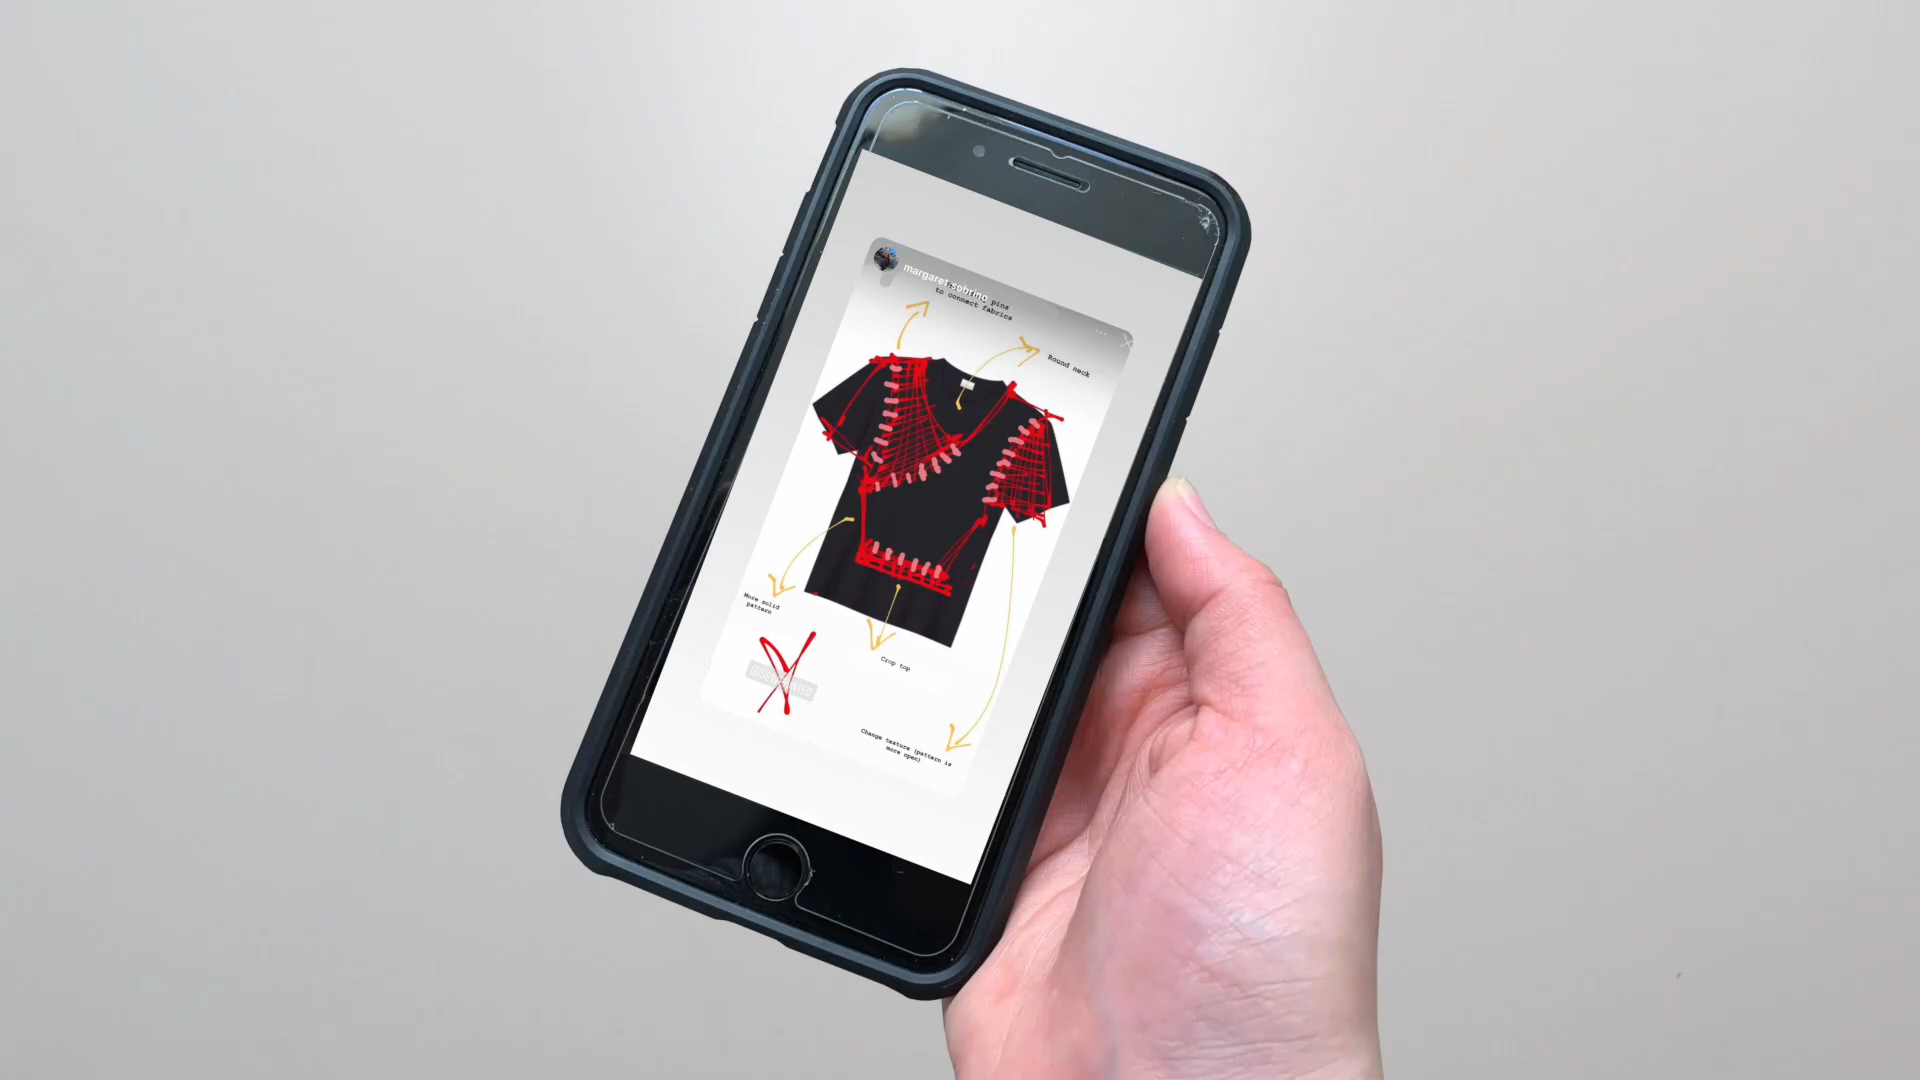 margaret.sobrino
pins
to connect fabrics
Round neck
More solid
pattern
Crop top
Change texture (pattern is
more open)